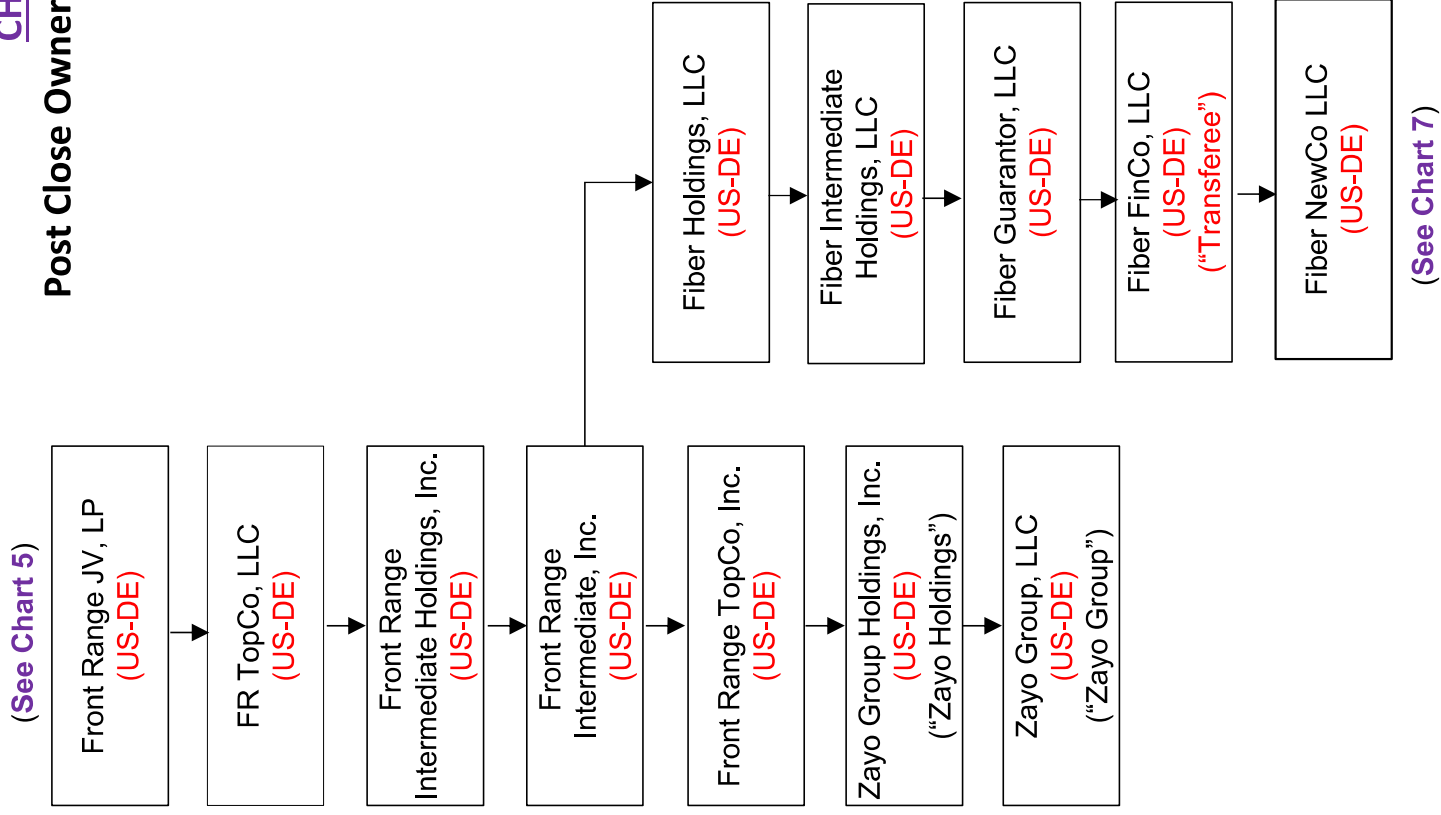 CH
Post Close Owner
(See Chart 5)
Front Range JV, LP
(US-DE)
FR TopCo, LLC
(US-DE)
Front Range
Intermediate Holdings, Inc.
(US-DE)
Front Range
Intermediate, Inc.
(US-DE)
Front Range TopCo, Inc.
(US-DE)
Zayo Group Holdings, Inc.
(US-DE)
(“Zayo Holdings”)
Zayo Group, LLC
(US-DE)
(“Zayo Group”)
Fiber Holdings, LLC
(US-DE)
Fiber Intermediate
Holdings, LLC
(US-DE)
Fiber Guarantor, LLC
(US-DE)
Fiber FinCo, LLC
(US-DE)
(“Transferee”)
Fiber NewCo LLC
(US-DE)
(See Chart 7)